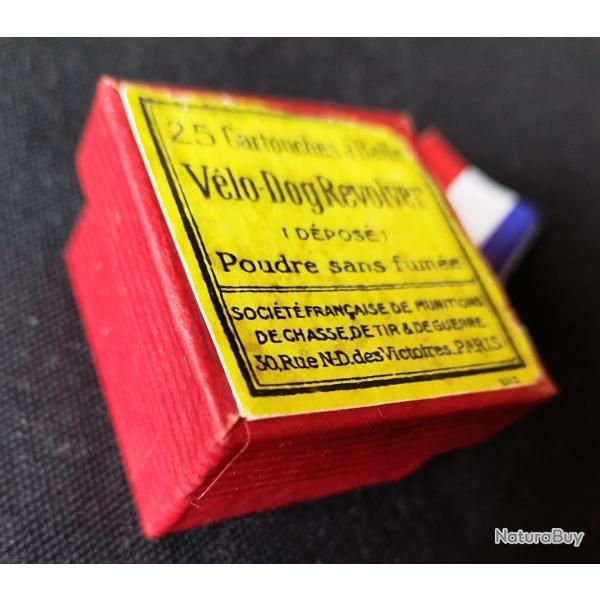 25 Cartouches à Balle
Vélo-Dog Revolver
(DÉPOSÉ)
Poudre sans fumée
SOCIÉTÉ FRANÇAISE DE MUNITIONS
DE CHASSE, DE TIR & DE GUERRE
30, Rue N-D. des Victoires. PARIS
NaturaBuy